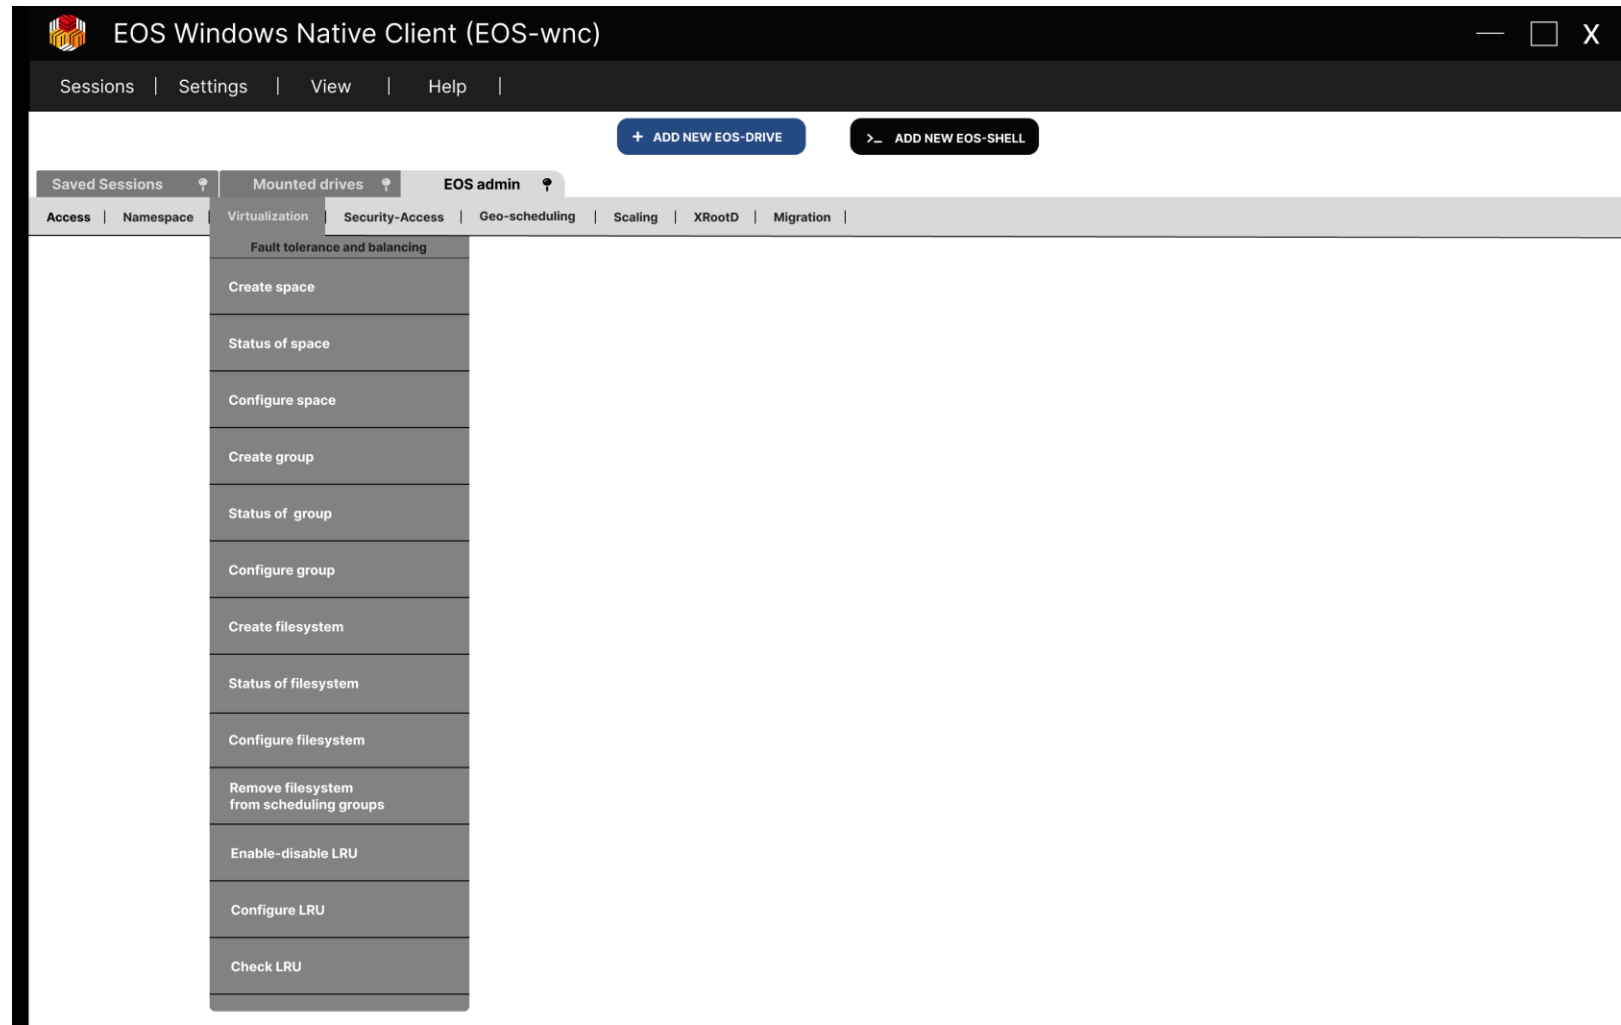 EOS Windows Native Client (EOS-wnc)
X
Sessions | Settings | View | Help |
+ ADD NEW EOS-DRIVE
>_ ADD NEW EOS-SHELL
Saved Sessions
Mounted drives
EOS admin
Access | Namespace | Virtualization | Security-Access | Geo-scheduling | Scaling | XRootD | Migration |
Fault tolerance and balancing
Create space
Status of space
Configure space
Create group
Status of group
Configure group
Create filesystem
Status of filesystem
Configure filesystem
Remove filesystem
from scheduling groups
Enable-disable LRU
Configure LRU
Check LRU